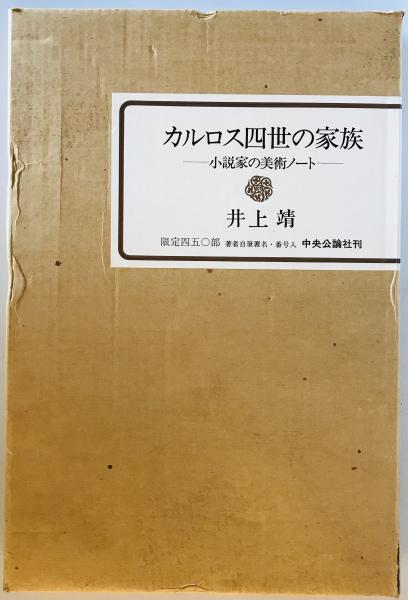 カルロス四世の家族
―小説家の美術ノート―
井上 靖
限定四五〇部 著者自筆署名・番号入 中央公論社刊